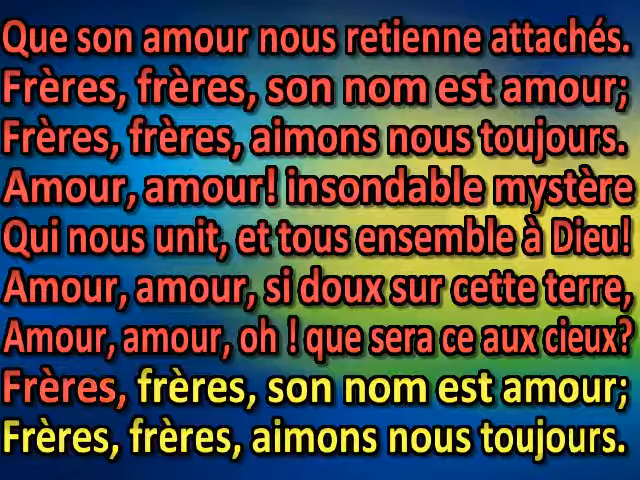 Que son amour nous retienne attachés.
Frères, frères, son nom est amour;
Frères, frères, aimons nous toujours.
Amour, amour! insondable mystère
Qui nous unit, et tous ensemble à Dieu!
Amour, amour, si doux sur cette terre,
Amour, amour, oh ! que sera ce aux cieux?
Frères, frères, son nom est amour;
Frères, frères, aimons nous toujours.